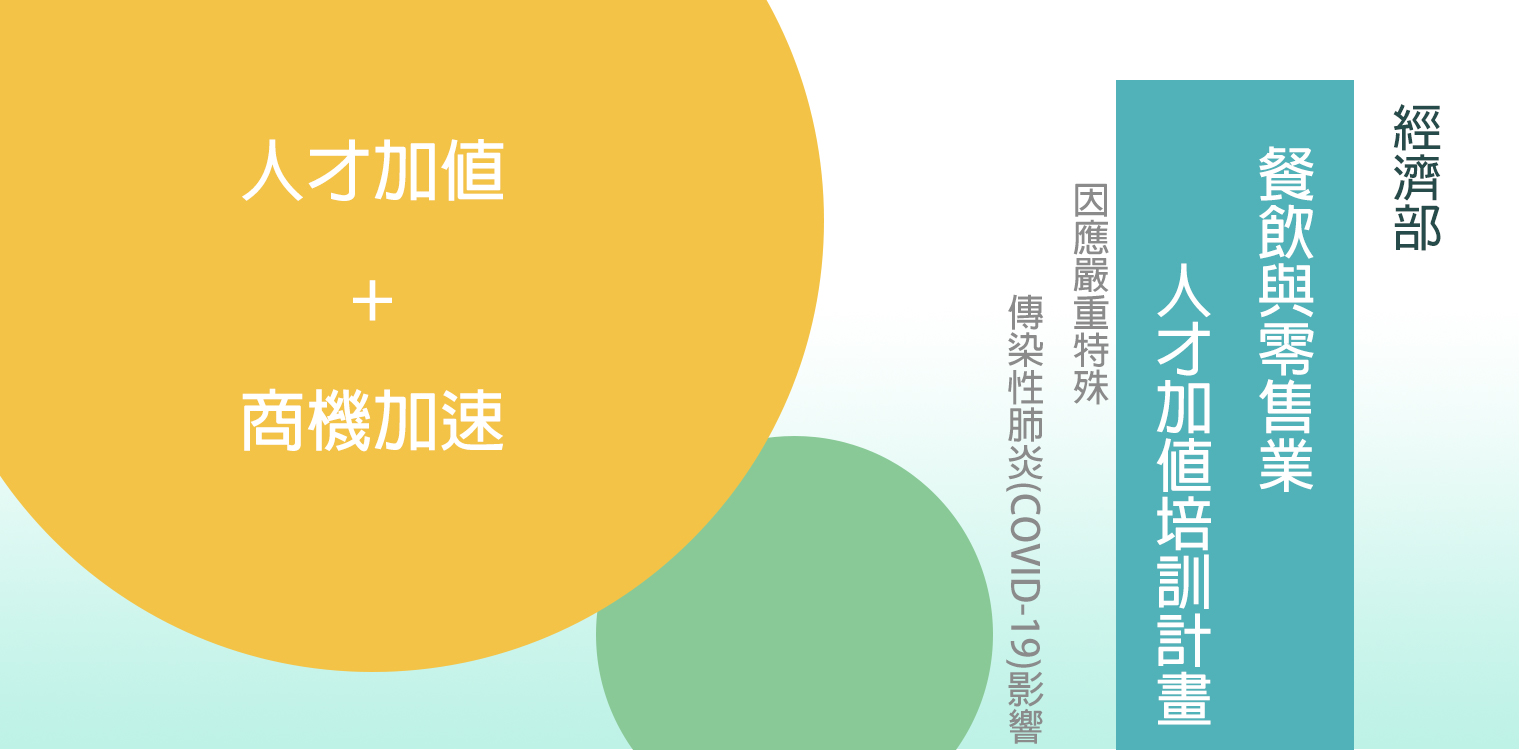 經濟部
餐飲與零售業
人才加值培訓計畫
因應嚴重特殊
傳染性肺炎(COVID-19)影響
人才加值
+
商機加速